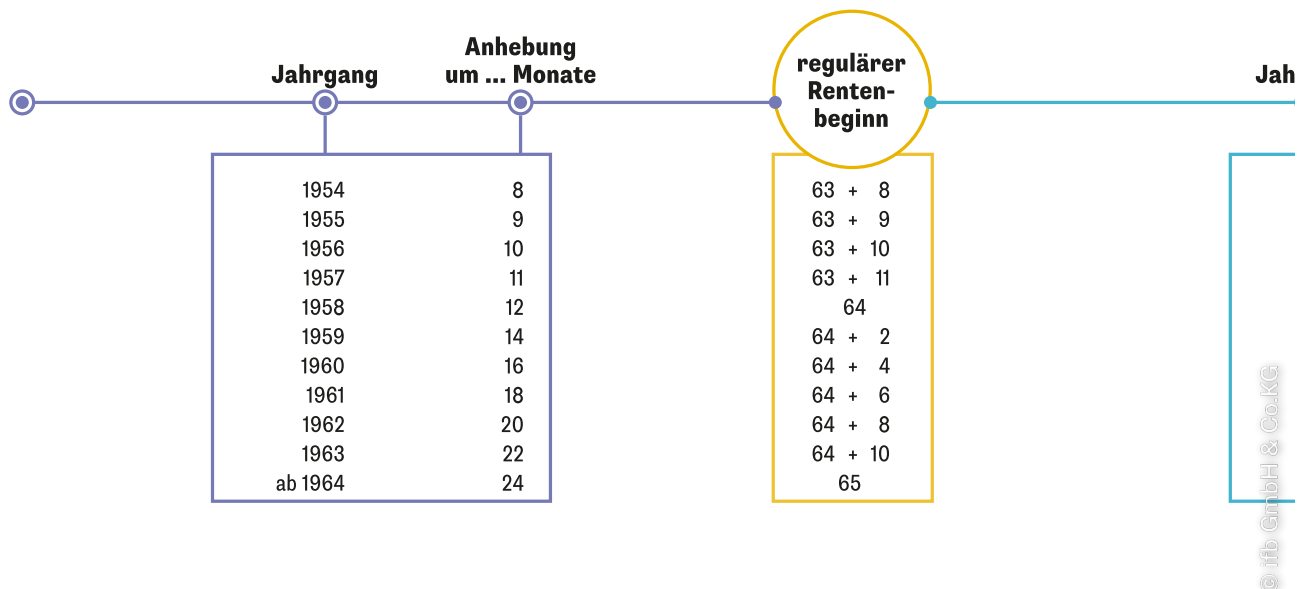 Jahrgang
Anhebung
um ... Monate
regulärer
Renten-
beginn
Jah
1954 8 63 + 8
1955 9 63 + 9
1956 10 63 + 10
1957 11 63 + 11
1958 12 64
1959 14 64 + 2
1960 16 64 + 4
1961 18 64 + 6
1962 20 64 + 8
1963 22 64 + 10
ab 1964 24 65
© ifb GmbH & Co.KG